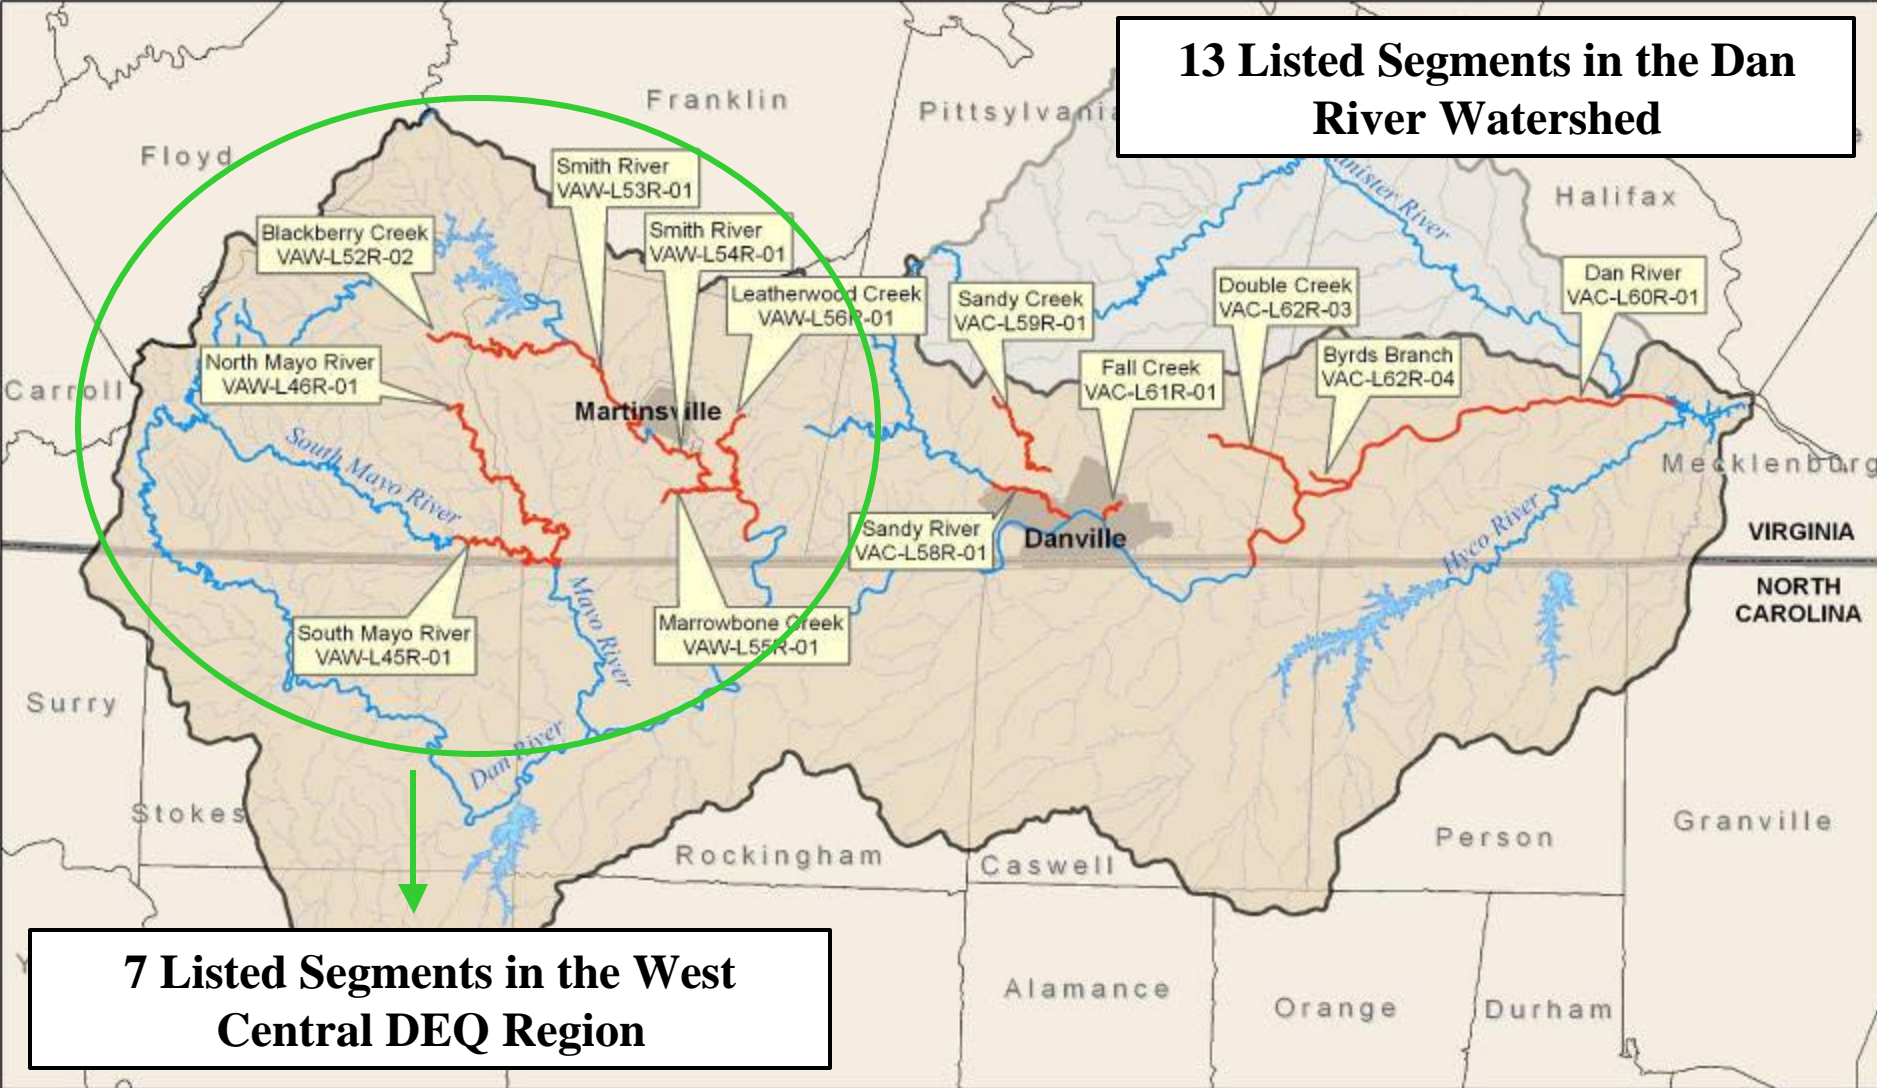 13 Listed Segments in the Dan
River Watershed
Franklin
Pittsylvania
Floyd
Smith River
VAW-L53R-01
Halifax
Blackberry Creek
VAW-L52R-02
Smith River
VAW-L54R-01
Leatherwood Creek
VAW-L56R-01
Sandy Creek
VAC-L59R-01
Double Creek
VAC-L62R-03
Dan River
VAC-L60R-01
North Mayo River
VAW-L46R-01
Fall Creek
VAC-L61R-01
Byrds Branch
VAC-L62R-04
Carroll
Martinsville
South Mayo River
Mecklenburg
Sandy River
VAC-L58R-01
Danville
Hyco River
VIRGINIA
NORTH
CAROLINA
South Mayo River
VAW-L45R-01
Mayo River
Marrowbone Creek
VAW-L55R-01
Surry
Dan River
Stokes
Rockingham
Caswell
Person
Granville
7 Listed Segments in the West
Central DEQ Region
Alamance
Orange
Durham